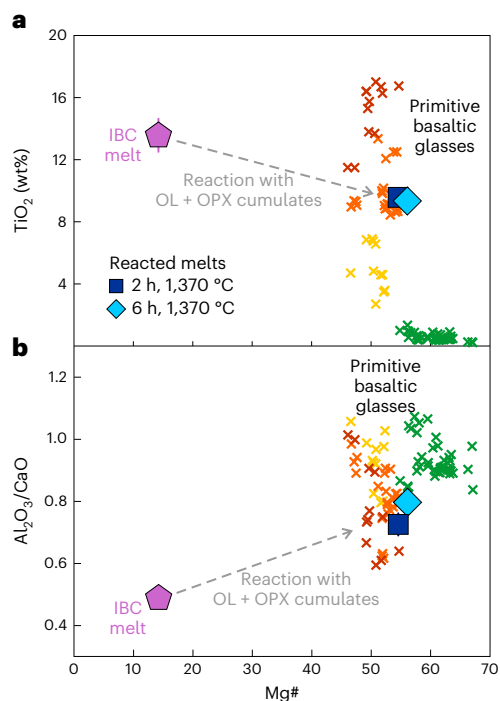 a
20
16
12
8
4
TiO₂ (wt%)
IBC
melt
Primitive
basaltic
glasses
Reaction with
OL + OPX cumulates
Reacted melts
2 h, 1,370 °C
6 h, 1,370 °C
b
1.2
1.0
0.8
0.6
0.4
Al₂O₃/CaO
Primitive
basaltic
glasses
Reaction with
OL + OPX cumulates
IBC
melt
0 10 20 30 40 50 60 70
Mg#